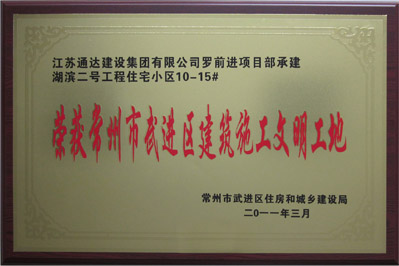 江苏通达建设集团有限公司罗前进项目部承建
湖滨二号工程住宅小区10-15#
荣获常州市武进区建筑施工文明工地
常州市武进区住房和城乡建设局
二〇一一年三月